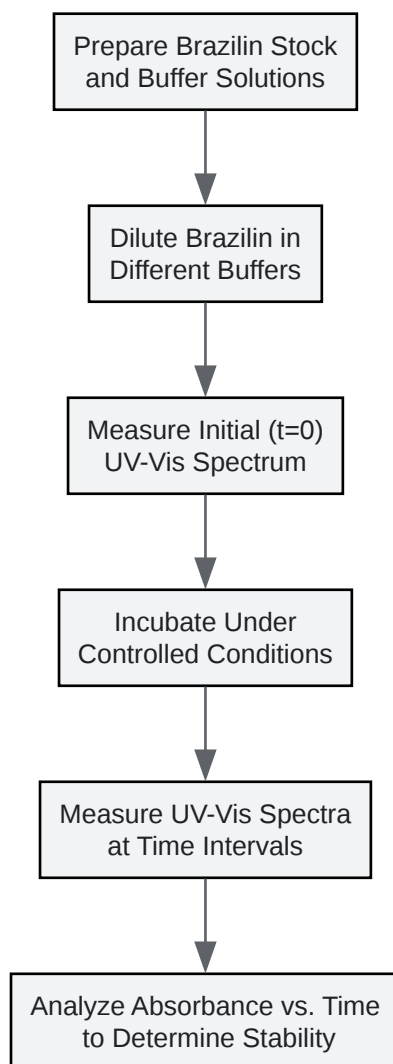 Prepare Brazilin Stock
and Buffer Solutions
Dilute Brazilin in
Different Buffers
Measure Initial (t=0)
UV-Vis Spectrum
Incubate Under
Controlled Conditions
Measure UV-Vis Spectra
at Time Intervals
Analyze Absorbance vs. Time
to Determine Stability